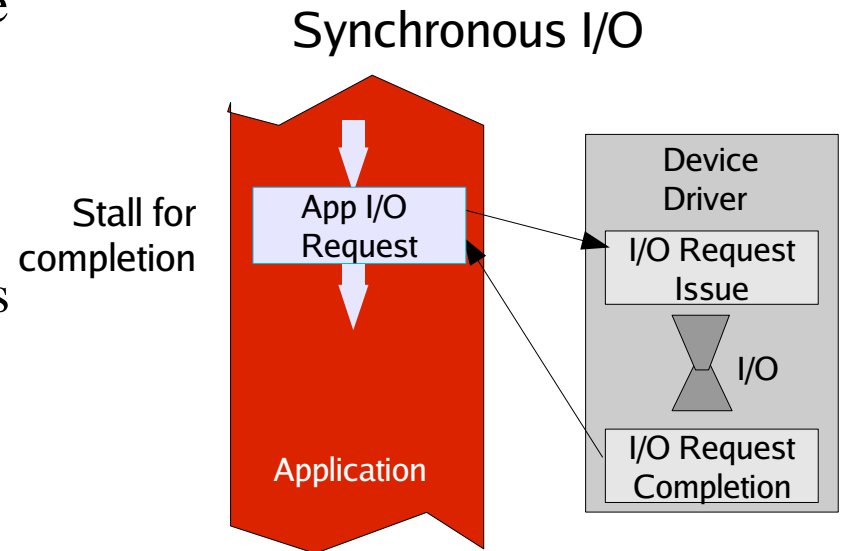 e
Synchronous I/O
Stall for
completion
s
App I/O
Request
Application
Device
Driver
I/O Request
Issue
I/O
I/O Request
Completion